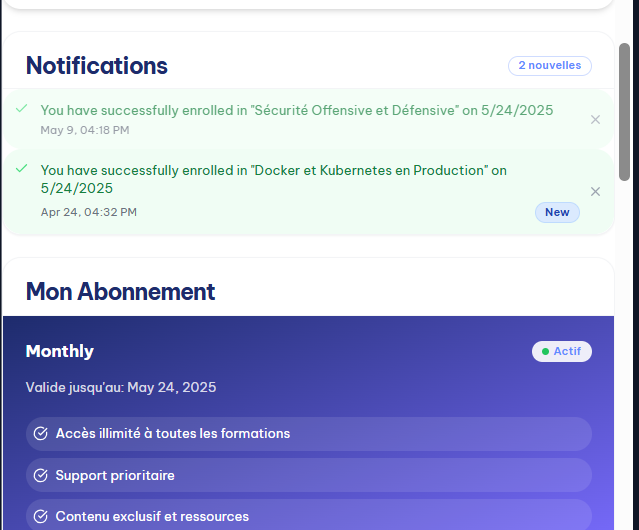 Notifications
2 nouvelles
You have successfully enrolled in "Sécurité Offensive et Défensive" on 5/24/2025
May 9, 04:18 PM
You have successfully enrolled in "Docker et Kubernetes en Production" on
5/24/2025
Apr 24, 04:32 PM
New
Mon Abonnement
Monthly
Actif
Valide jusqu'au: May 24, 2025
Accès illimité à toutes les formations
Support prioritaire
Contenu exclusif et ressources